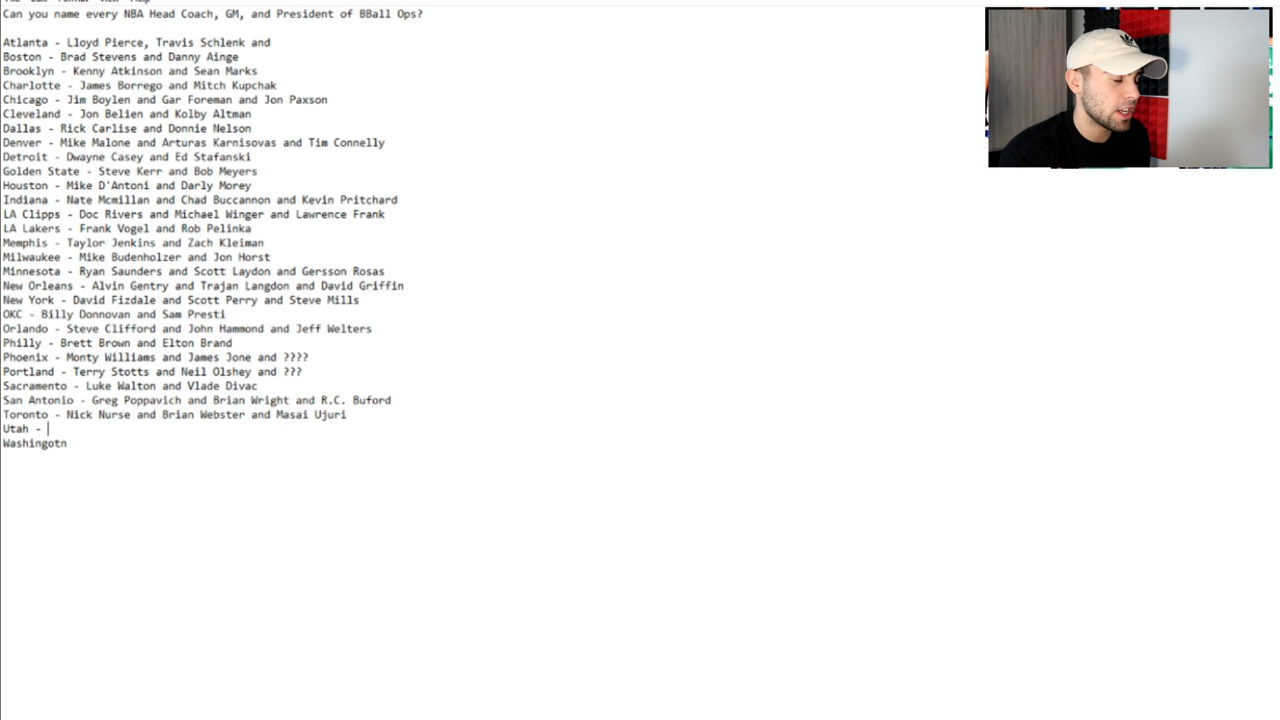 Can you name every NBA Head Coach, GM, and President of BBall Ops?
Atlanta - Lloyd Pierce, Travis Schlenk and
Boston - Brad Stevens and Danny Ainge
Brooklyn - Kenny Atkinson and Sean Marks
Charlotte - James Borrego and Mitch Kupchak
Chicago - Jim Boylen and Gar Foreman and Jon Paxson
Cleveland - Jon Belien and Kolby Altman
Dallas - Rick Carlise and Donnie Nelson
Denver - Mike Malone and Arturas Karnisovas and Tim Connelly
Detroit - Dwayne Casey and Ed Stafanski
Golden State - Steve Kerr and Bob Meyers
Houston - Mike D'Antoni and Darly Morey
Indiana - Nate Mcmillan and Chad Buccannon and Kevin Pritchard
LA Clipps - Doc Rivers and Michael Winger and Lawrence Frank
LA Lakers - Frank Vogel and Rob Pelinka
Memphis - Taylor Jenkins and Zach Kleiman
Milwaukee - Mike Budenholzer and Jon Horst
Minnesota - Ryan Saunders and Scott Laydon and Gersson Rosas
New Orleans - Alvin Gentry and Trajan Langdon and David Griffin
New York - David Fizdale and Scott Perry and Steve Mills
OKC - Billy Donnovan and Sam Presti
Orlando - Steve Clifford and John Hammond and Jeff Welters
Philly - Brett Brown and Elton Brand
Phoenix - Monty Williams and James Jone and ????
Portland - Terry Stotts and Neil Olshey and ???
Sacramento - Luke Walton and Vlade Divac
San Antonio - Greg Poppavich and Brian Wright and R.C. Buford
Toronto - Nick Nurse and Brian Webster and Masai Ujuri
Utah -
Washingotn